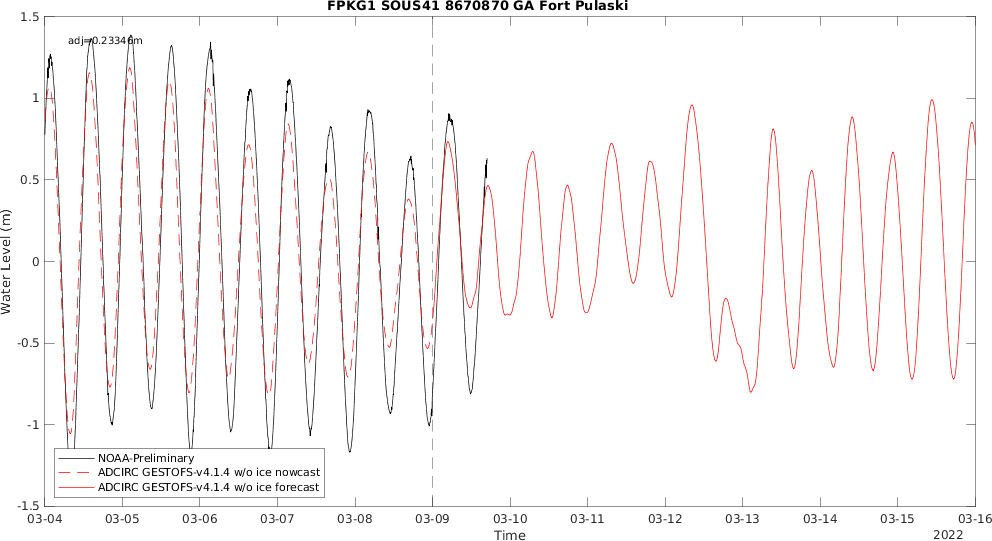 FPKG1 SOUS41 8670870 GA Fort Pulaski
adj=0.23346m
1.5
1
0.5
0
-0.5
-1
-1.5
Water Level (m)
NOAA-Preliminary
ADCIRC GESTOFS-v4.1.4 w/o ice nowcast
ADCIRC GESTOFS-v4.1.4 w/o ice forecast
03-04 03-05 03-06 03-07 03-08 03-09 03-10 03-11 03-12 03-13 03-14 03-15 03-16
Time
2022